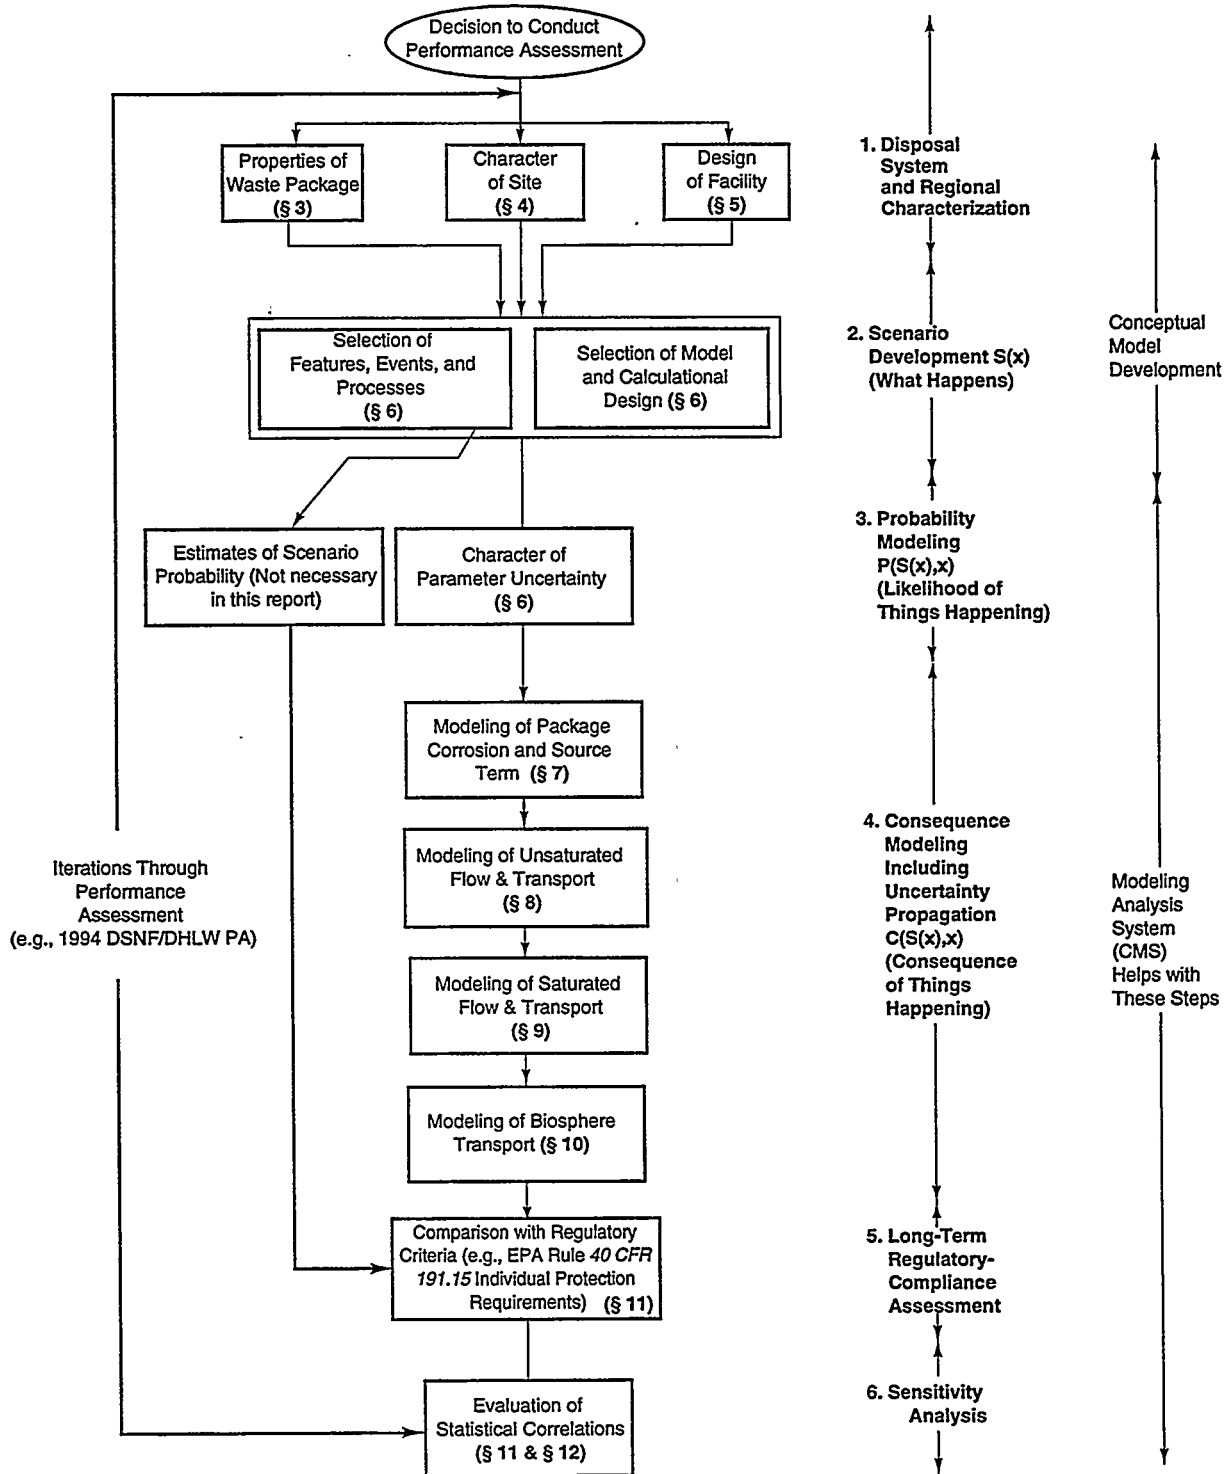 Decision to Conduct
Performance Assessment
Properties of
Waste Package
(§ 3)
Character
of Site
(§ 4)
Design
of Facility
(§ 5)
Selection of
Features, Events, and
Processes
(§ 6)
Selection of Model
and Calculational
Design (§ 6)
Estimates of Scenario
Probability (Not necessary
in this report)
Character of
Parameter Uncertainty
(§ 6)
Modeling of Package
Corrosion and Source
Term (§ 7)
Modeling of Unsaturated
Flow & Transport
(§ 8)
Modeling of Saturated
Flow & Transport
(§ 9)
Modeling of Biosphere
Transport (§ 10)
Comparison with Regulatory
Criteria (e.g., EPA Rule 40 CFR
191.15 Individual Protection
Requirements) (§ 11)
Evaluation of
Statistical Correlations
(§ 11 & § 12)
Iterations Through
Performance
Assessment
(e.g., 1994 DSNF/DHLW PA)
1. Disposal
System
and Regional
Characterization
2. Scenario
Development S(x)
(What Happens)
3. Probability
Modeling
P(S(x),x)
(Likelihood of
Things Happening)
4. Consequence
Modeling
Including
Uncertainty
Propagation
C(S(x),x)
(Consequence
of Things
Happening)
5. Long-Term
Regulatory-
Compliance
Assessment
6. Sensitivity
Analysis
Conceptual
Model
Development
Modeling
Analysis
System
(CMS)
Helps with
These Steps